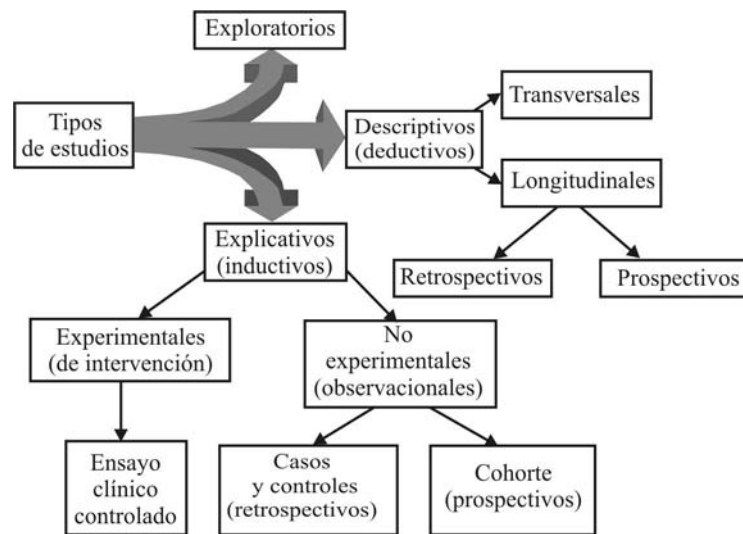 Exploratorios
Tipos
de estudios
Descriptivos
(deductivos)
Transversales
Longitudinales
Retrospectivos
Prospectivos
Explicativos
(inductivos)
Experimentales
(de intervención)
No
experimentales
(observacionales)
Ensayo
clínico
controlado
Casos
y controles
(retrospectivos)
Cohorte
(prospectivos)